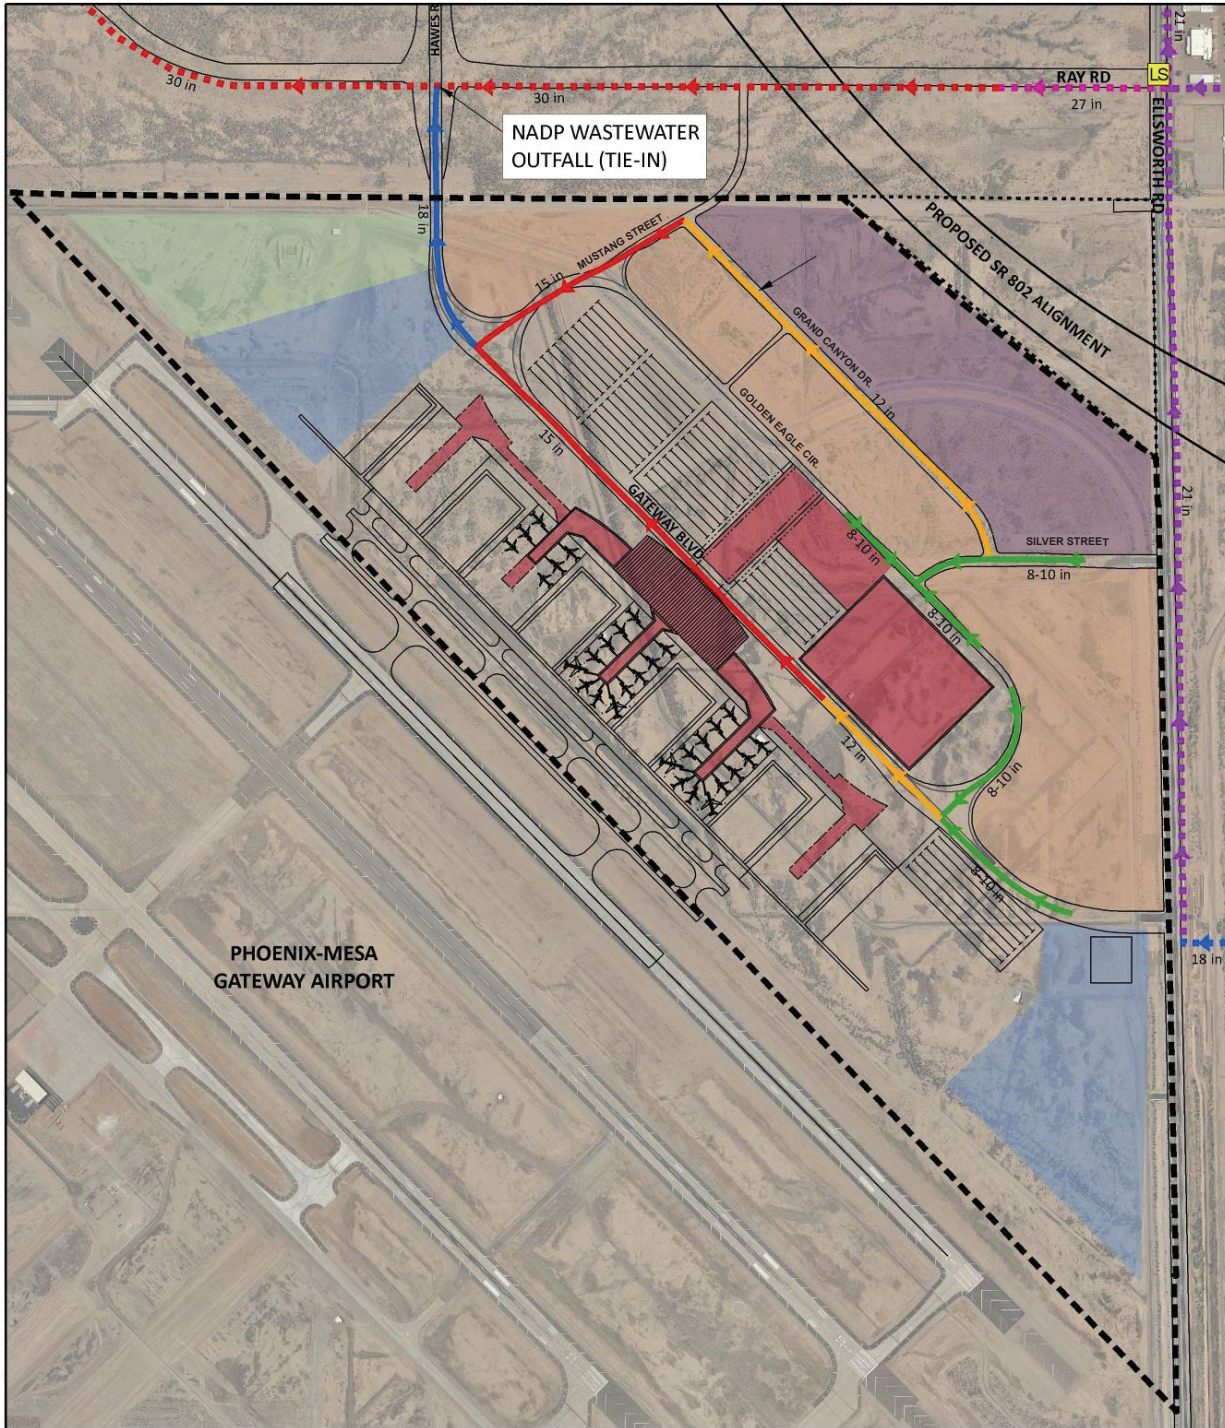 HAWES R
21 in
RAY RD
LS
30 in
30 in
27 in
NADP WASTEWATER
OUTFALL (TIE-IN)
ELLSWORTH RD
18 in
MUSTANG STREET
15 in
PROPOSED SR 802 ALIGNMENT
GRAND CANYON DR.
12 in
GOLDEN EAGLE CIR.
15 in
GATEWAY BLVD
21 in
SILVER STREET
8-10 in
8-10 in
8-10 in
12 in
8-10 in
8-10 in
PHOENIX-MESA
GATEWAY AIRPORT
18 in